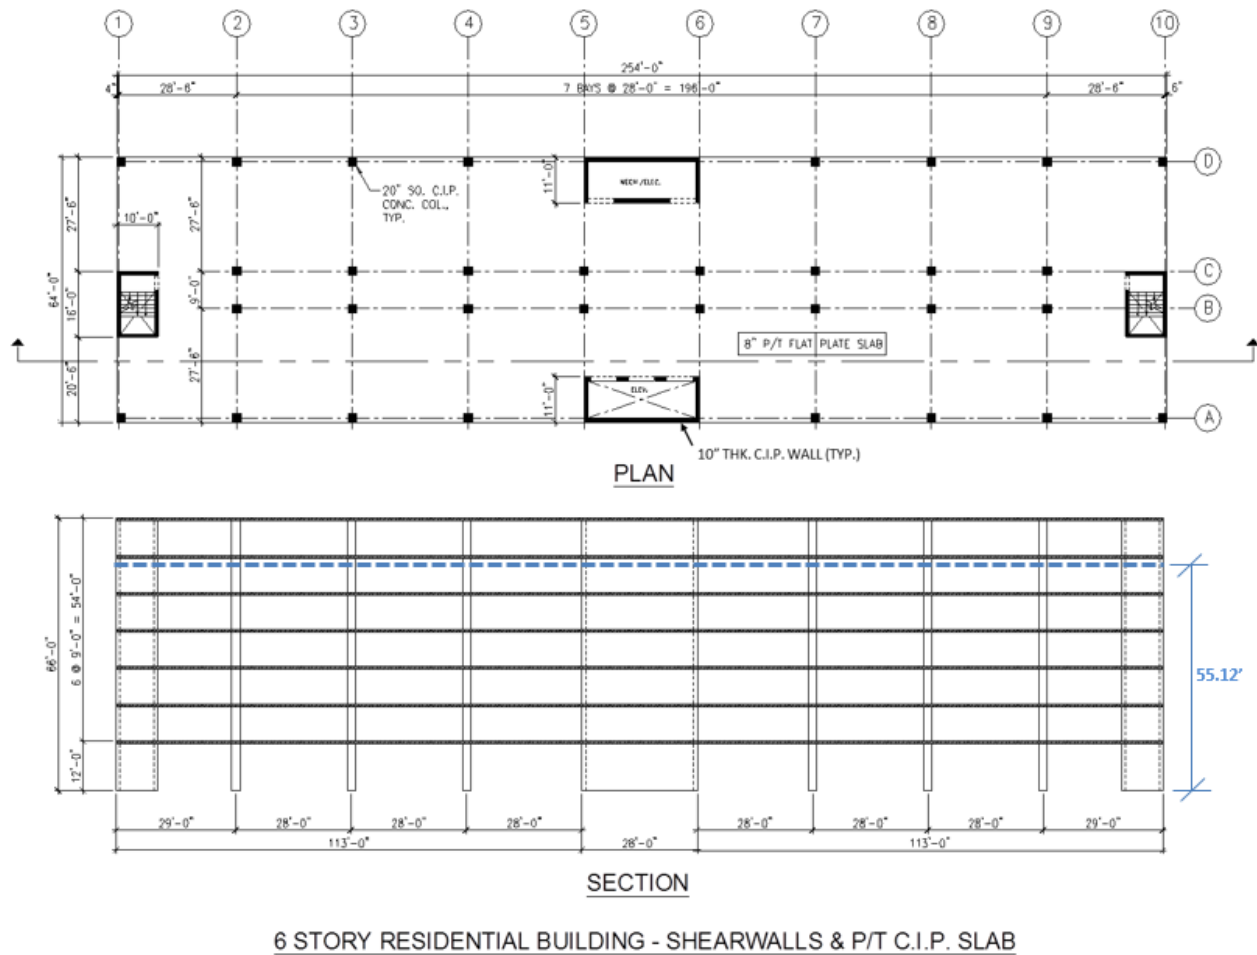 1 2 3 4 5 6 7 8 9 10
254'-0"
4" 28'-6" 7 BAYS @ 28'-0" = 196'-0" 28'-6" 6"
D
11'-0"
MECH./ELEC.
20" SQ. C.I.P.
CONC. COL.,
TYP.
27'-6"
27'-6"
10'-0"
C
64'-0"
16'-0"
9'-0"
B
8" P/T FLAT PLATE SLAB
20'-6"
27'-6"
11'-0"
ELEV.
A
10" THK. C.I.P. WALL (TYP.)
PLAN
66'-0"
6 @ 9'-0" = 54'-0"
55.12'
12'-0"
29'-0" 28'-0" 28'-0" 28'-0" 28'-0" 28'-0" 28'-0" 29'-0"
113'-0" 28'-0" 113'-0"
SECTION
6 STORY RESIDENTIAL BUILDING - SHEARWALLS & P/T C.I.P. SLAB